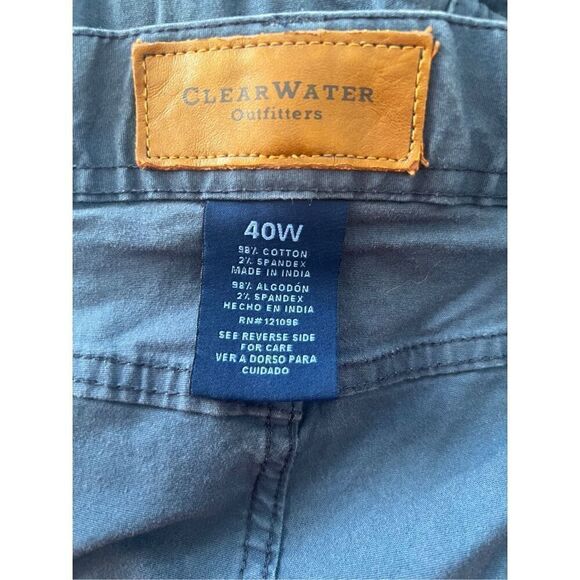 CLEARWATER
Outfitters
40W
98% COTTON
2% SPANDEX
MADE IN INDIA
98% ALGODÓN
2% SPANDEX
HECHO EN INDIA
RN#121096
SEE REVERSE SIDE
FOR CARE
VER A DORSO PARA
CUIDADO